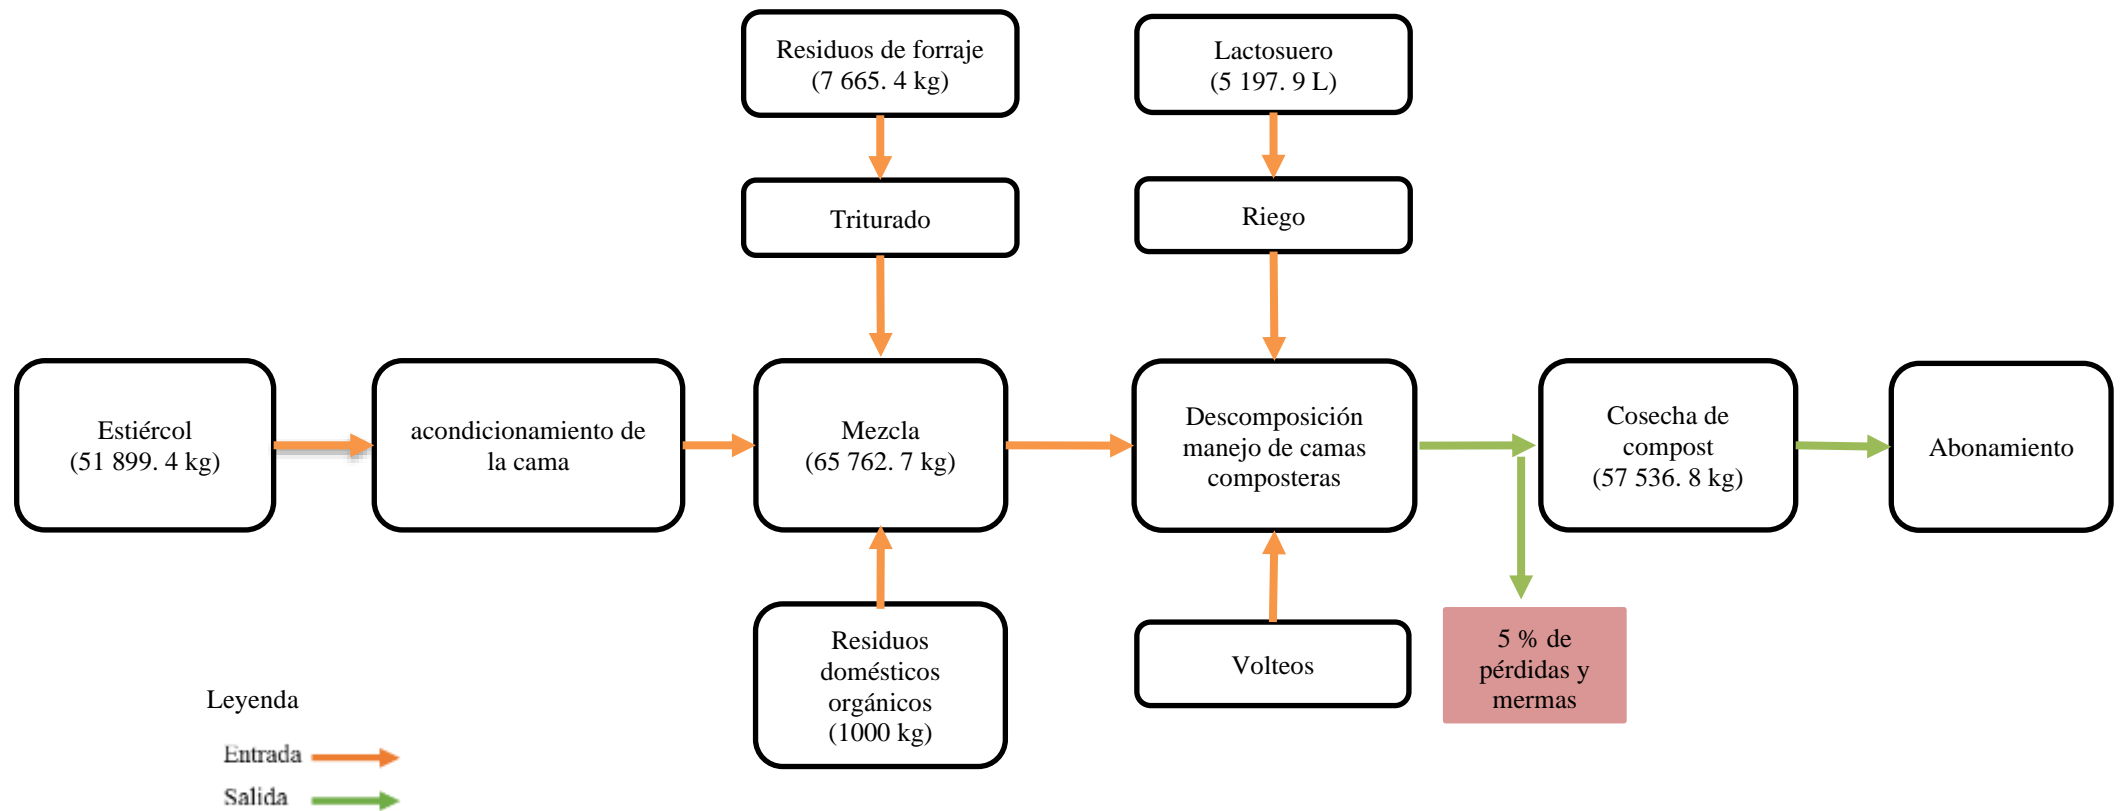 Residuos de forraje
(7 665. 4 kg)
Lactosuero
(5 197. 9 L)
Triturado
Riego
Estiércol
(51 899. 4 kg)
acondicionamiento de
la cama
Mezcla
(65 762. 7 kg)
Descomposición
manejo de camas
composteras
Cosecha de
compost
(57 536. 8 kg)
Abonamiento
Residuos
domésticos
orgánicos
(1000 kg)
Volteos
5 % de
pérdidas y
mermas
Leyenda
Entrada
Salida